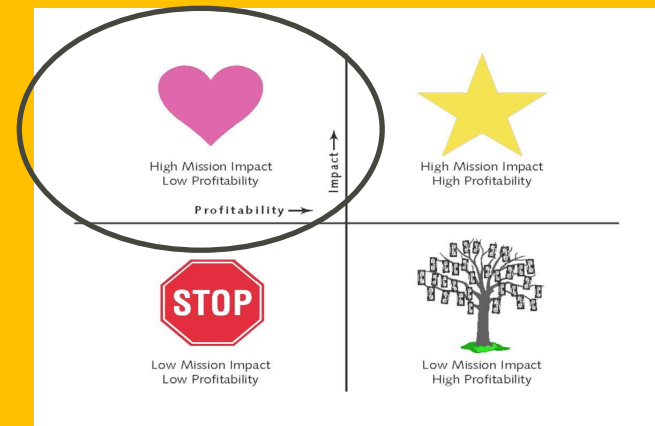 High Mission Impact
Low Profitability
High Mission Impact
High Profitability
Impact
Profitability
STOP
Low Mission Impact
Low Profitability
Low Mission Impact
High Profitability